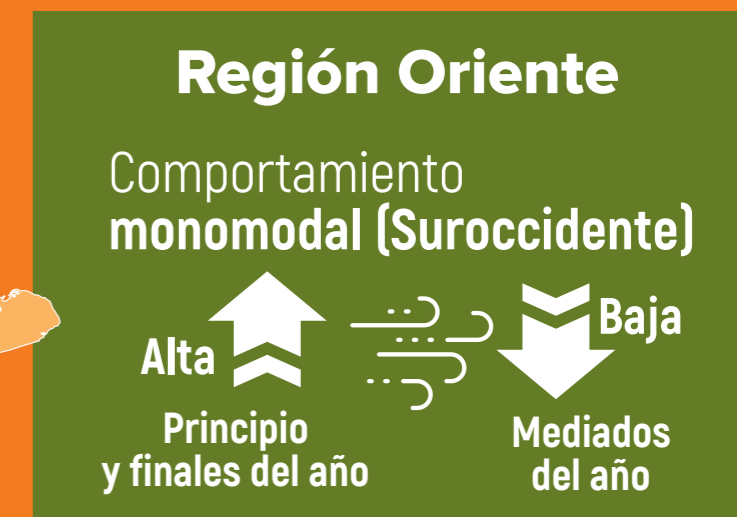 Región Oriente
Comportamiento
monomodal (Suroccidente)
Alta
Baja
Principio
y finales del año
Mediados
del año